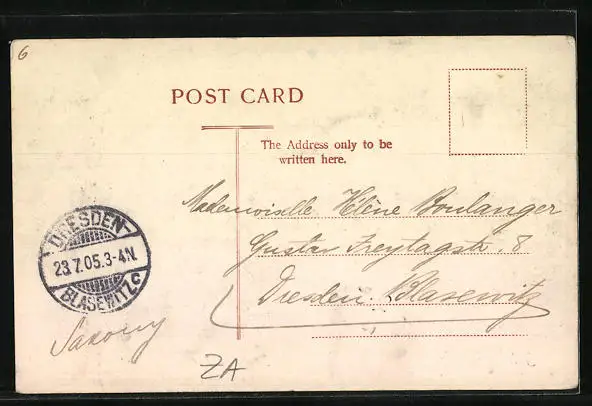 6
POST CARD
The Address only to be
written here.
Mademoiselle Hélène Boulanger
Gustav Freytagstr. 8
Dresden. Blasewitz
DRESDEN-
23.7.05.3-4N.
BLASEWITZ C
Saxony
ZA